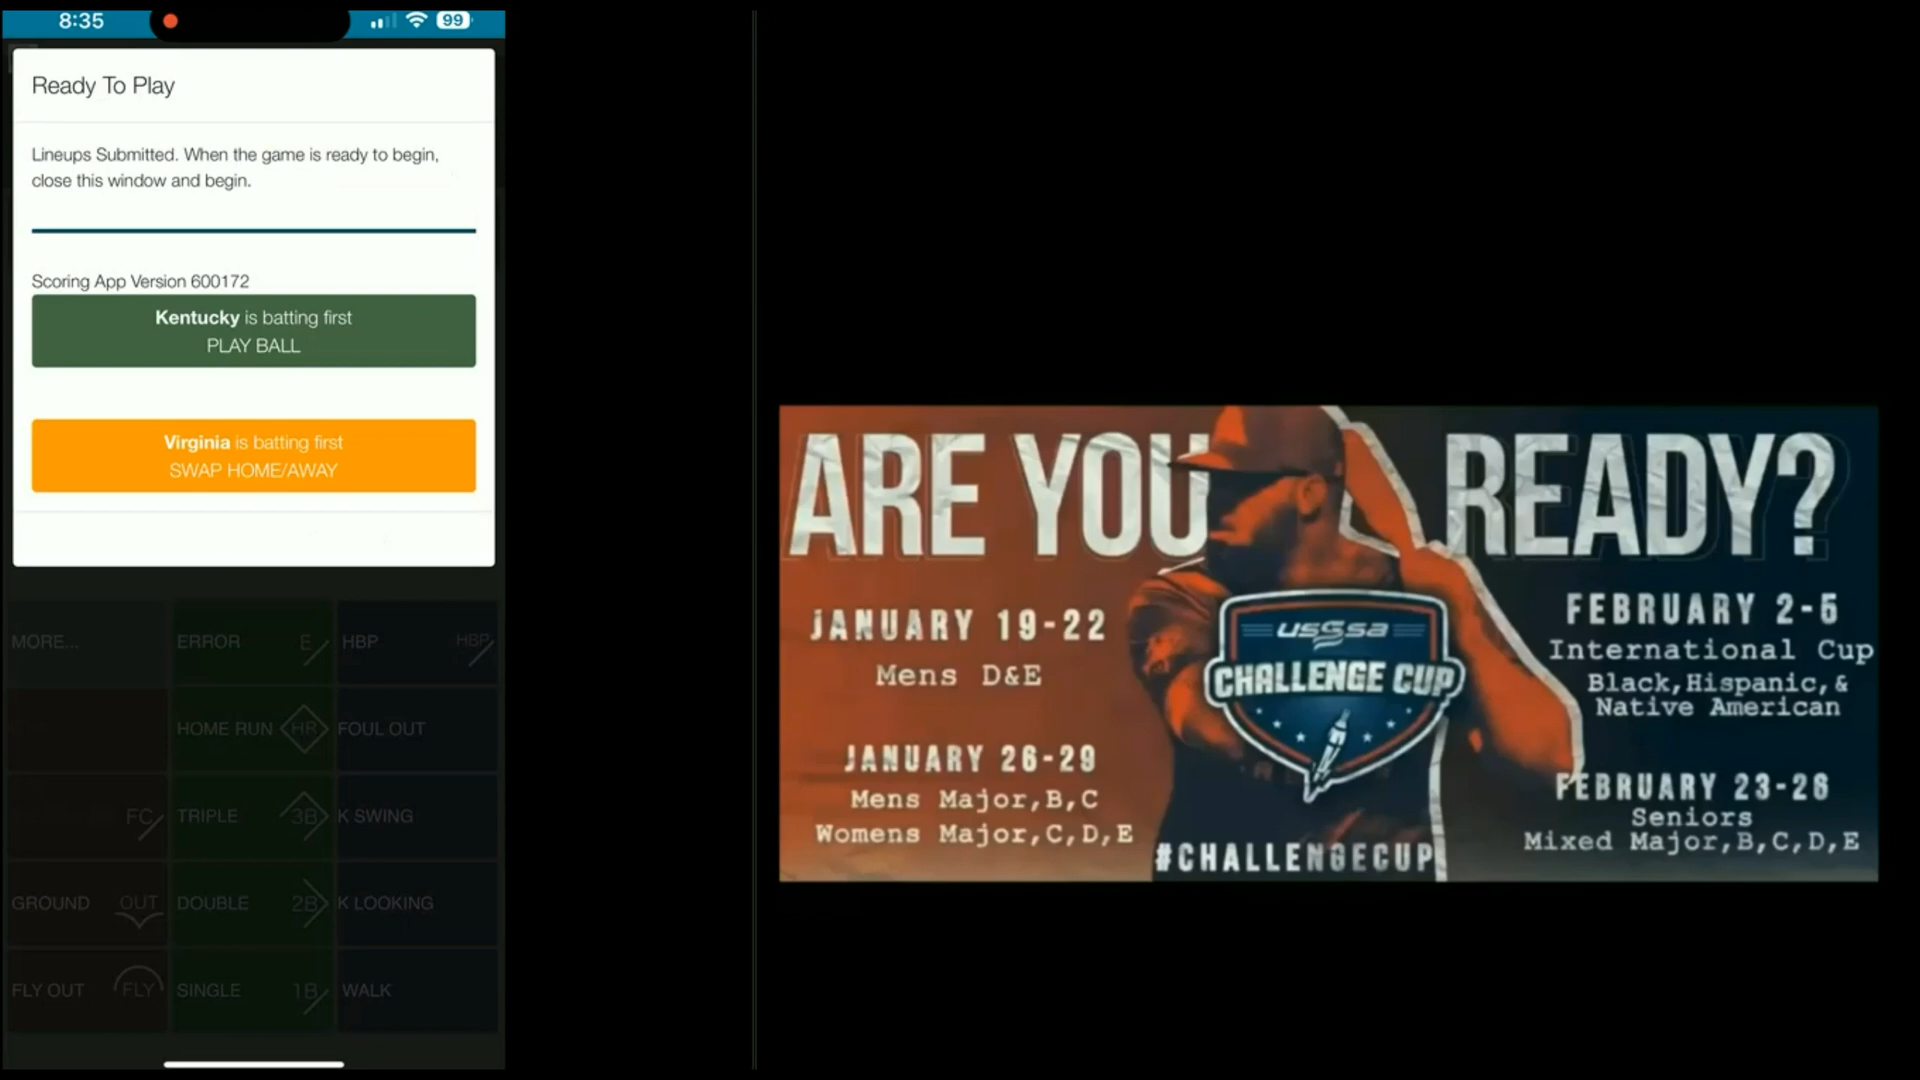 8:35
99
Ready To Play
Lineups Submitted. When the game is ready to begin,
close this window and begin.
Scoring App Version 600172
Kentucky is batting first
PLAY BALL
Virginia is batting first
SWAP HOME/AWAY
MORE...
ERROR E
HBP HBP
HOME RUN HR
FOUL OUT
FC
TRIPLE 3B
K SWING
GROUND OUT
DOUBLE 2B
K LOOKING
FLY OUT FLY
SINGLE 1B
WALK
ARE YOU READY?
JANUARY 19-22
Mens D&E
JANUARY 26-29
Mens Major,B,C
Womens Major,C,D,E
usssa
CHALLENGE CUP
#CHALLENGECUP
FEBRUARY 2-5
International Cup
Black,Hispanic,&
Native American
FEBRUARY 23-26
Seniors
Mixed Major,B,C,D,E